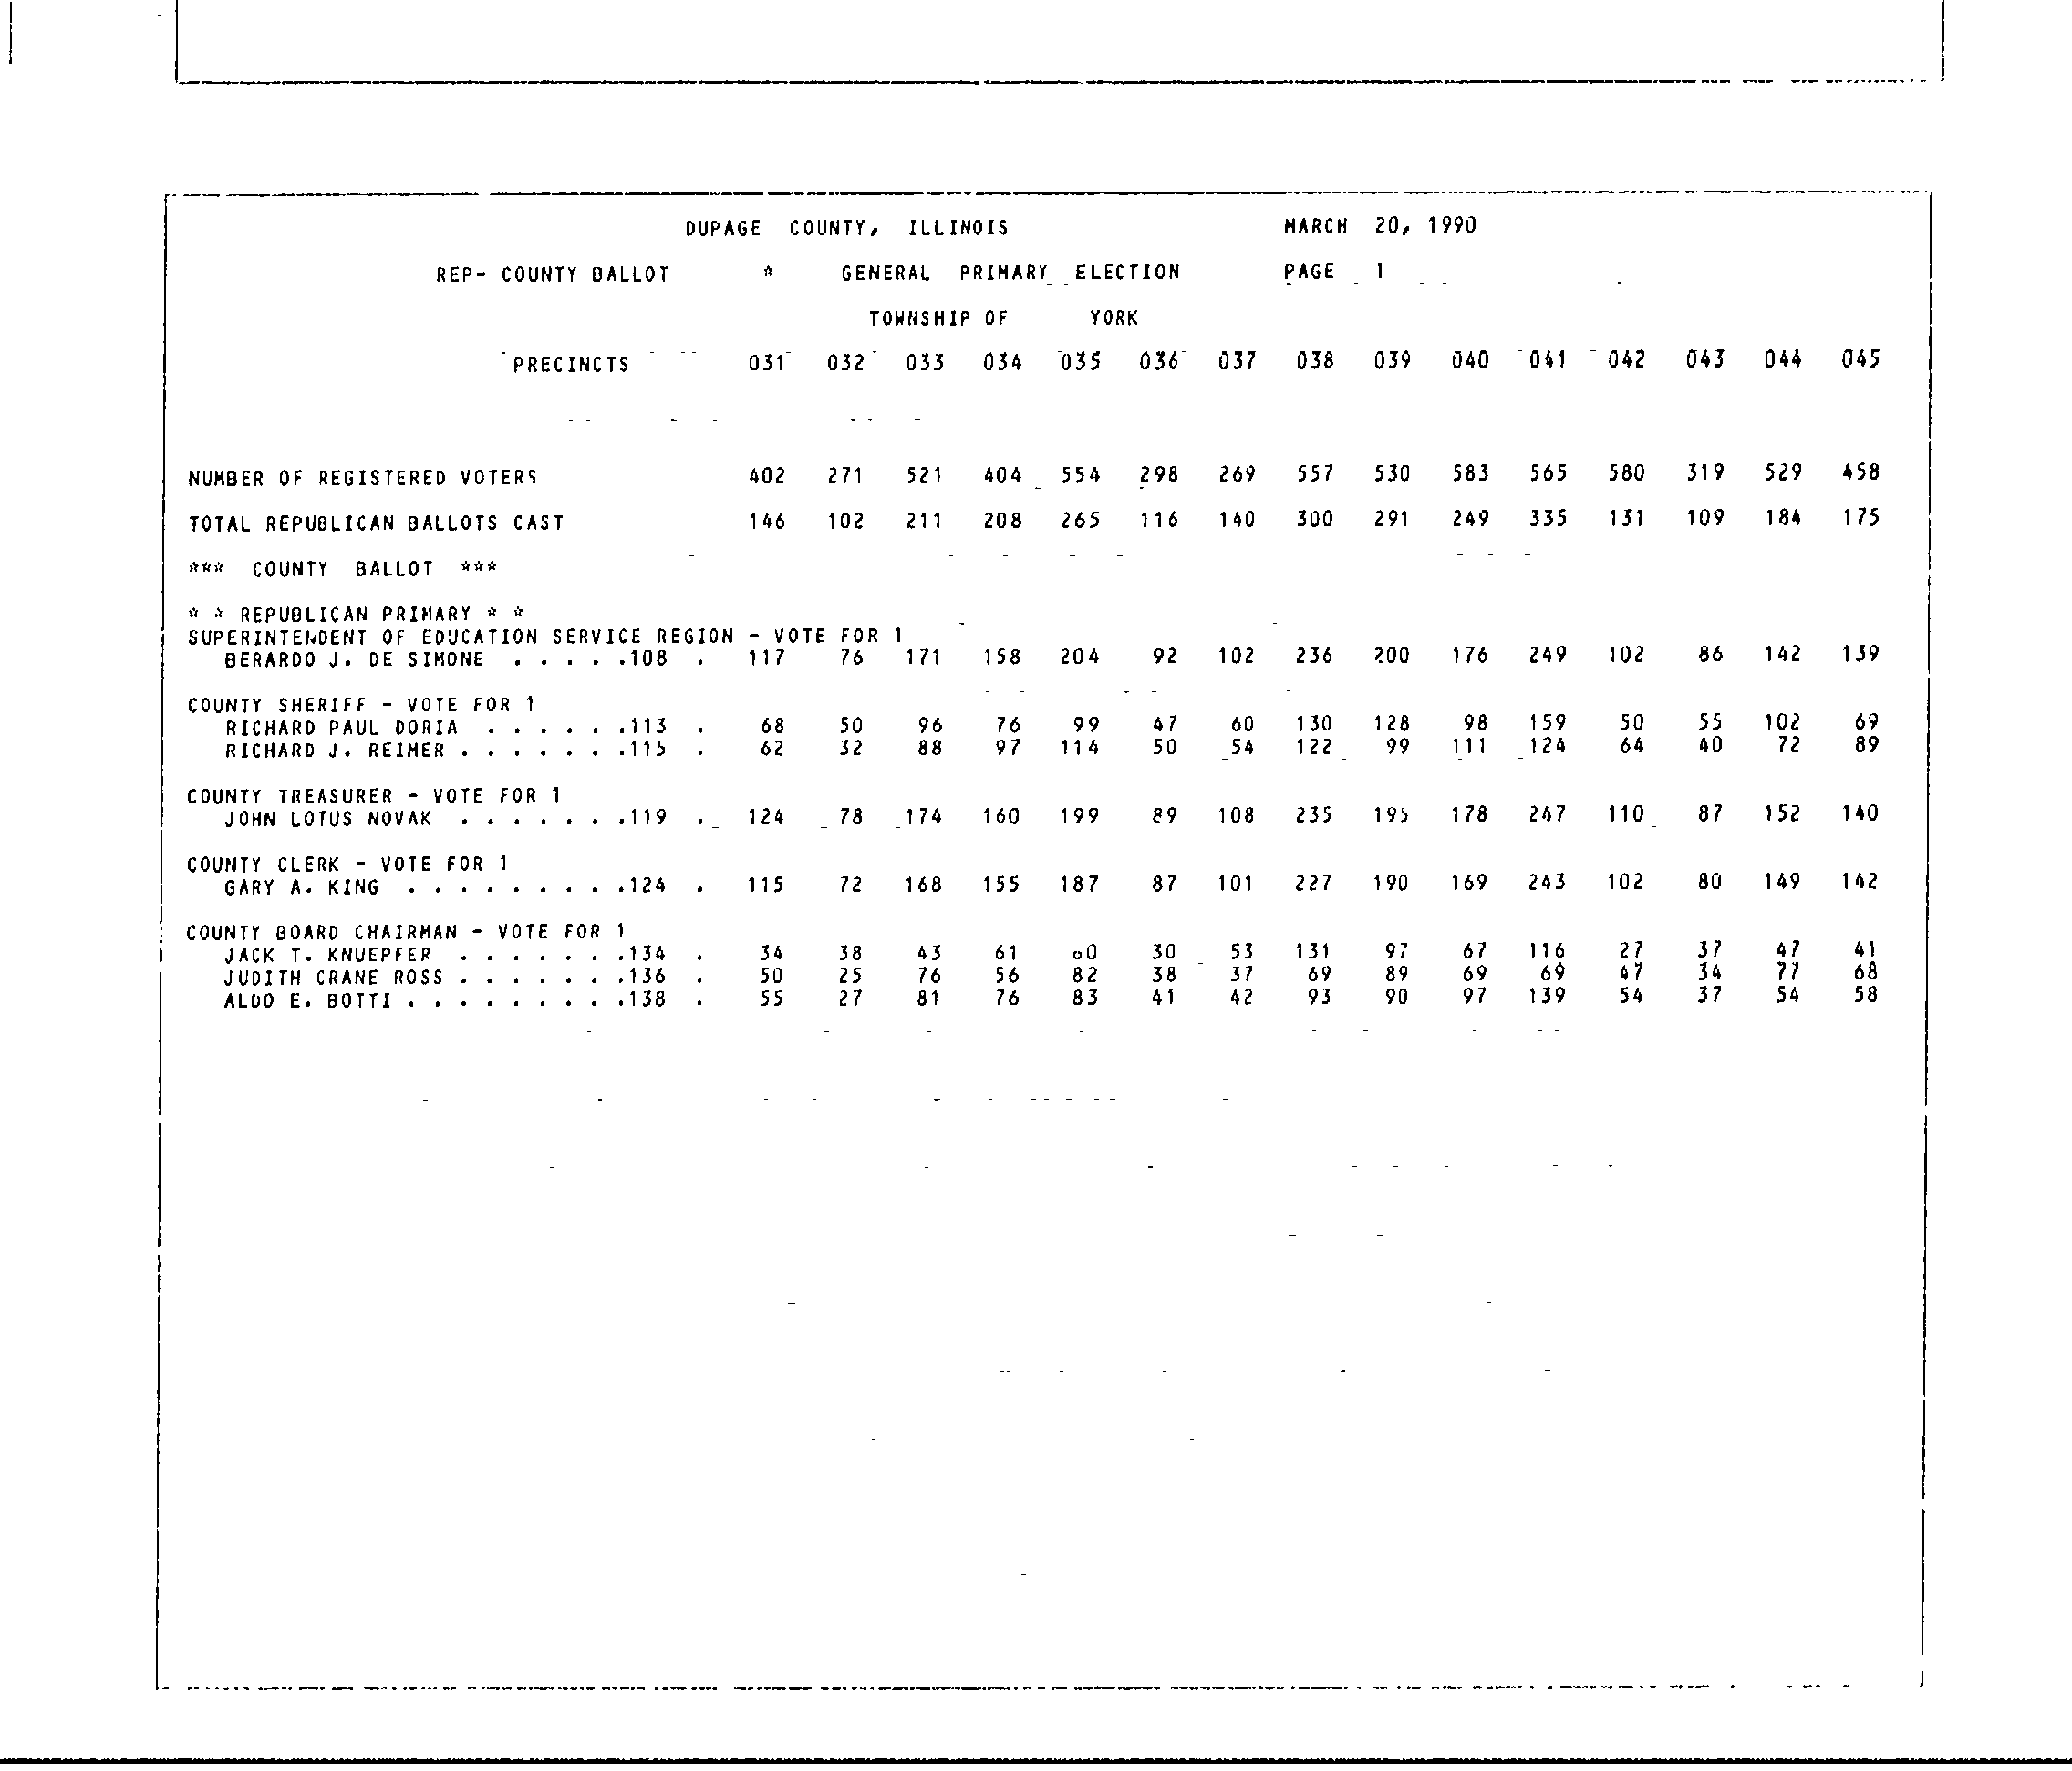 DUPAGE COUNTY, ILLINOIS MARCH 20, 1990
REP- COUNTY BALLOT * GENERAL PRIMARY ELECTION PAGE 1
TOWNSHIP OF YORK
PRECINCTS 031 032 033 034 035 036 037 038 039 040 041 042 043 044 045
NUMBER OF REGISTERED VOTERS 402 271 521 404 554 298 269 557 530 583 565 580 319 529 458
TOTAL REPUBLICAN BALLOTS CAST 146 102 211 208 265 116 140 300 291 249 335 131 109 184 175
*** COUNTY BALLOT ***
* * REPUBLICAN PRIMARY * *
SUPERINTENDENT OF EDUCATION SERVICE REGION - VOTE FOR 1
BERARDO J. DE SIMONE . . . . .108 . 117 76 171 158 204 92 102 236 200 176 249 102 86 142 139
COUNTY SHERIFF - VOTE FOR 1
RICHARD PAUL DORIA . . . . . .113 . 68 50 96 76 99 47 60 130 128 98 159 50 55 102 69
RICHARD J. REIMER . . . . . . .115 . 62 32 88 97 114 50 54 122 99 111 124 64 40 72 89
COUNTY TREASURER - VOTE FOR 1
JOHN LOTUS NOVAK . . . . . . .119 . 124 78 174 160 199 89 108 235 195 178 247 110 87 152 140
COUNTY CLERK - VOTE FOR 1
GARY A. KING . . . . . . . . .124 . 115 72 168 155 187 87 101 227 190 169 243 102 80 149 142
COUNTY BOARD CHAIRMAN - VOTE FOR 1
JACK T. KNUEPFER . . . . . . .134 . 34 38 43 61 30 53 131 97 67 116 27 37 47 41
JUDITH CRANE ROSS . . . . . . .136 . 50 25 76 56 82 38 37 69 89 69 69 47 34 77 68
ALDO E. BOTTI . . . . . . . . .138 . 55 27 81 76 83 41 42 93 90 97 139 54 37 54 58